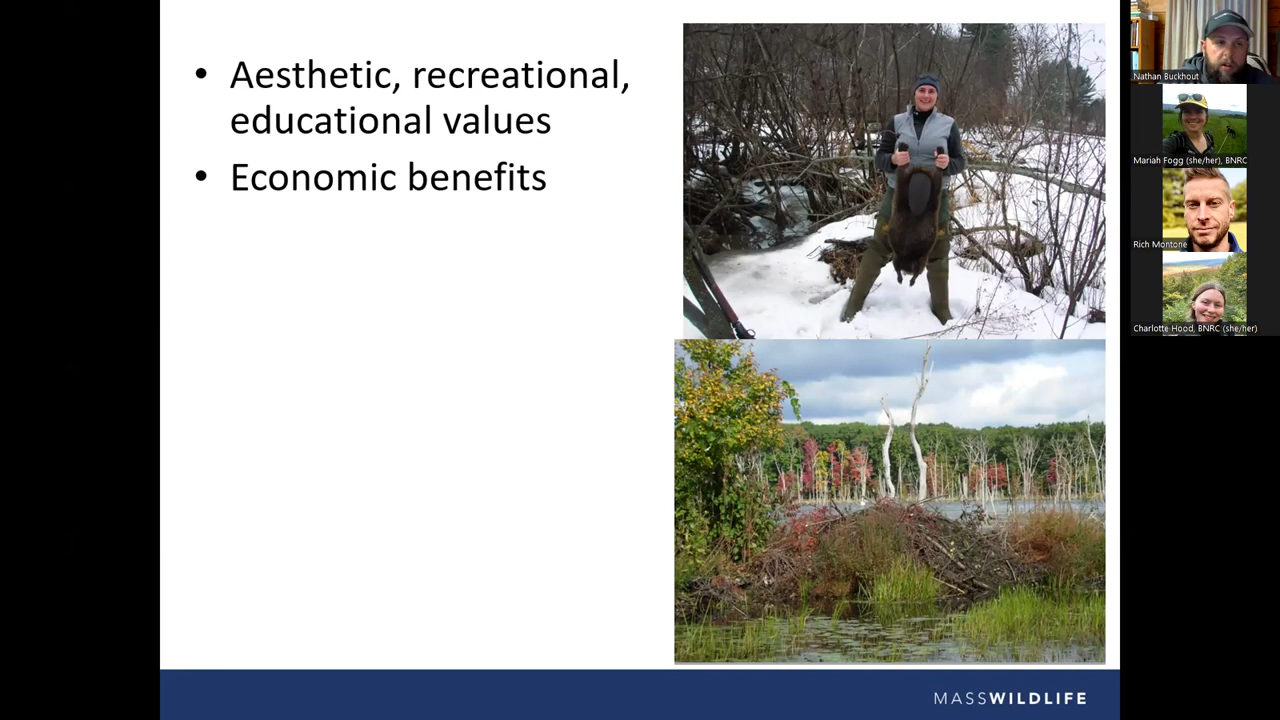 • Aesthetic, recreational,
educational values
• Economic benefits
MASSWILDLIFE
Nathan Buckhout
Mariah Fogg (she/her), BNRC
Rich Montone
Charlotte Hood, BNRC (she/her)